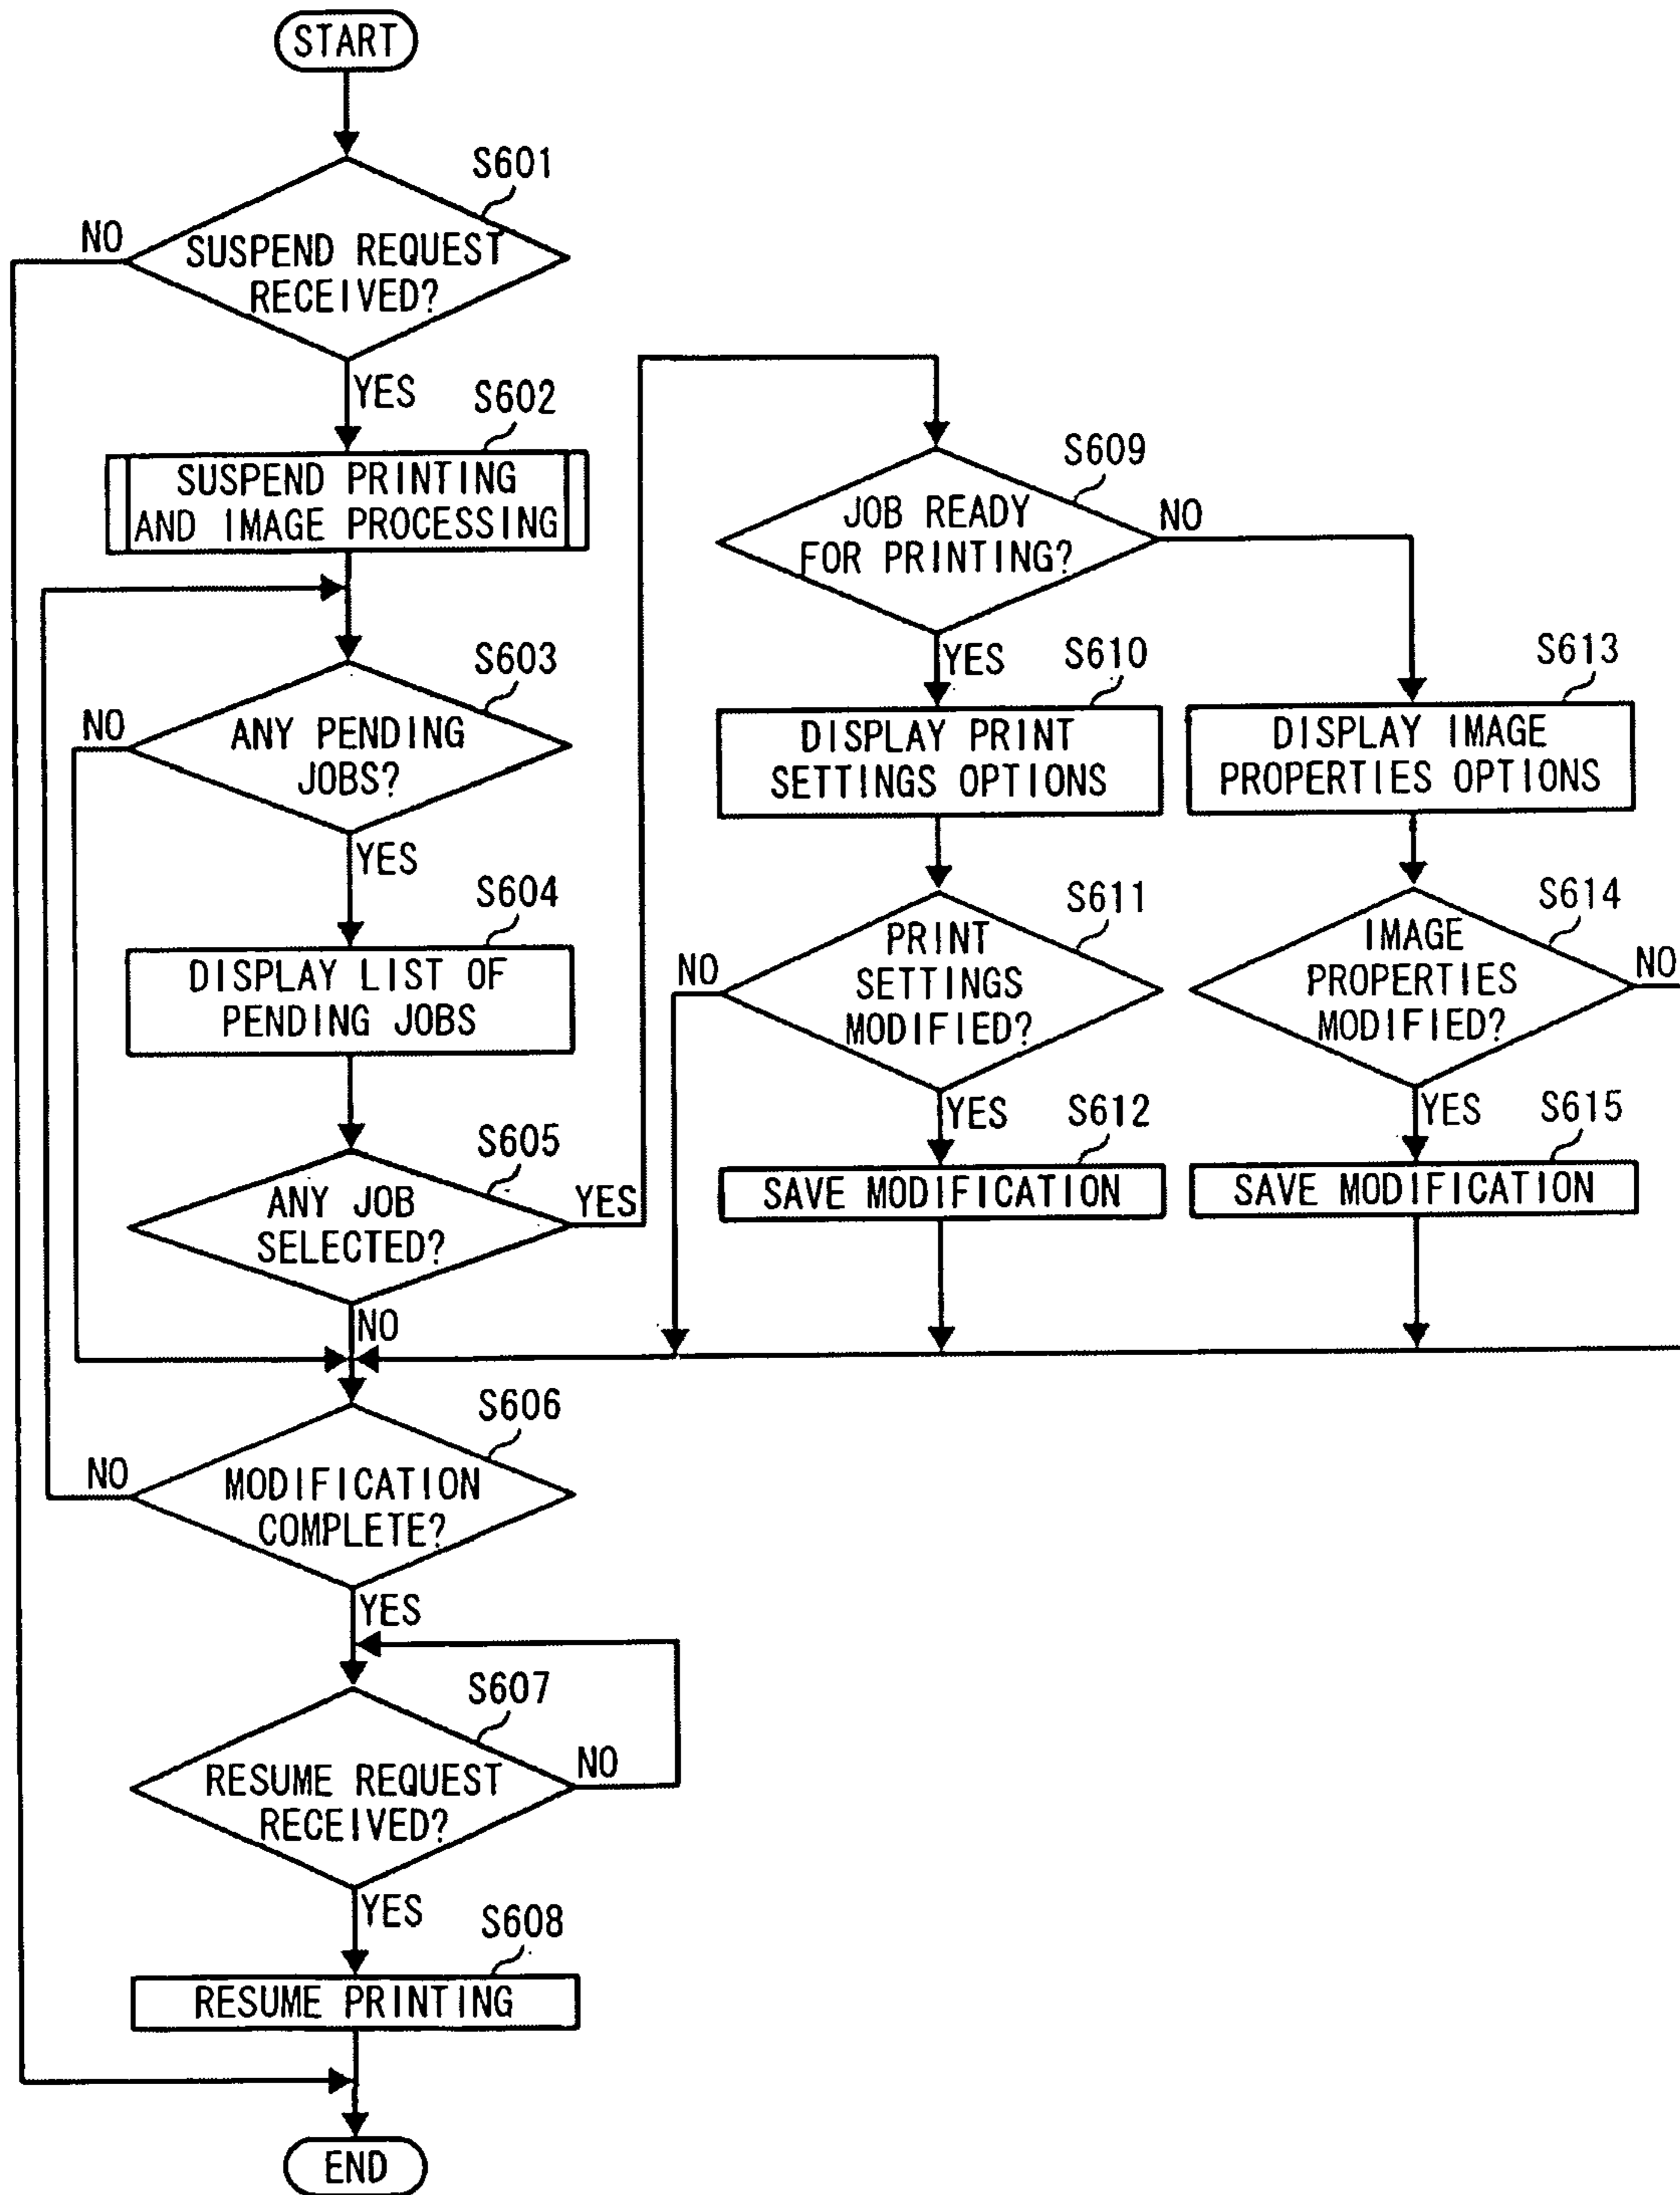 START
S601
NO
SUSPEND REQUEST
RECEIVED?
YES
S602
SUSPEND PRINTING
AND IMAGE PROCESSING
S603
NO
ANY PENDING
JOBS?
YES
S604
DISPLAY LIST OF
PENDING JOBS
S605
ANY JOB
SELECTED?
YES
NO
S606
NO
MODIFICATION
COMPLETE?
YES
S607
RESUME REQUEST
RECEIVED?
NO
YES
S608
RESUME PRINTING
END
S609
JOB READY
FOR PRINTING?
NO
YES
S610
DISPLAY PRINT
SETTINGS OPTIONS
S611
NO
PRINT
SETTINGS
MODIFIED?
YES
S612
SAVE MODIFICATION
S613
DISPLAY IMAGE
PROPERTIES OPTIONS
S614
IMAGE
PROPERTIES
MODIFIED?
NO
YES
S615
SAVE MODIFICATION